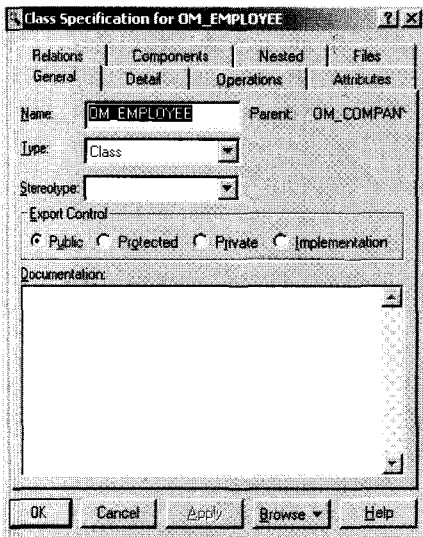 Class Specification for OM_EMPLOYEE
Relations Components Nested Files
General Detail Operations Attributes
Name: OM_EMPLOYEE Parent: OM_COMPAN
Type: Class
Stereotype:
Export Control
Public Protected Private Implementation
Documentation:
OK Cancel Apply Browse Help